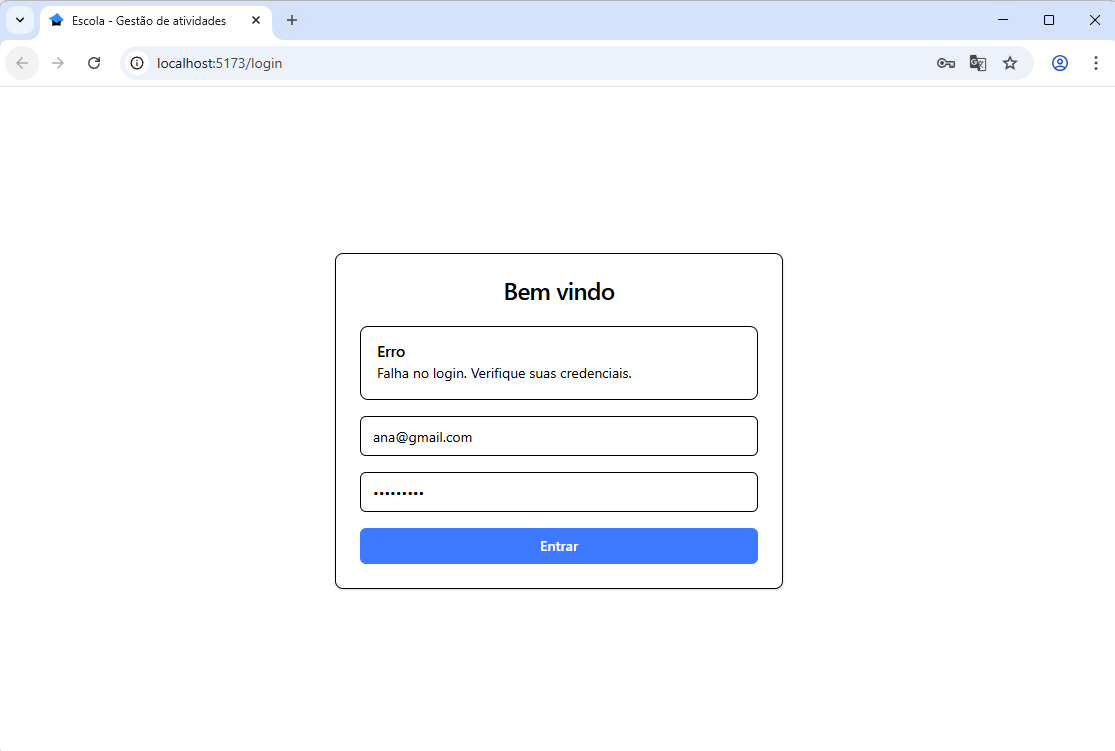 Escola - Gestão de atividades
localhost:5173/login
Bem vindo
Erro
Falha no login. Verifique suas credenciais.
ana@gmail.com
•••••••••
Entrar